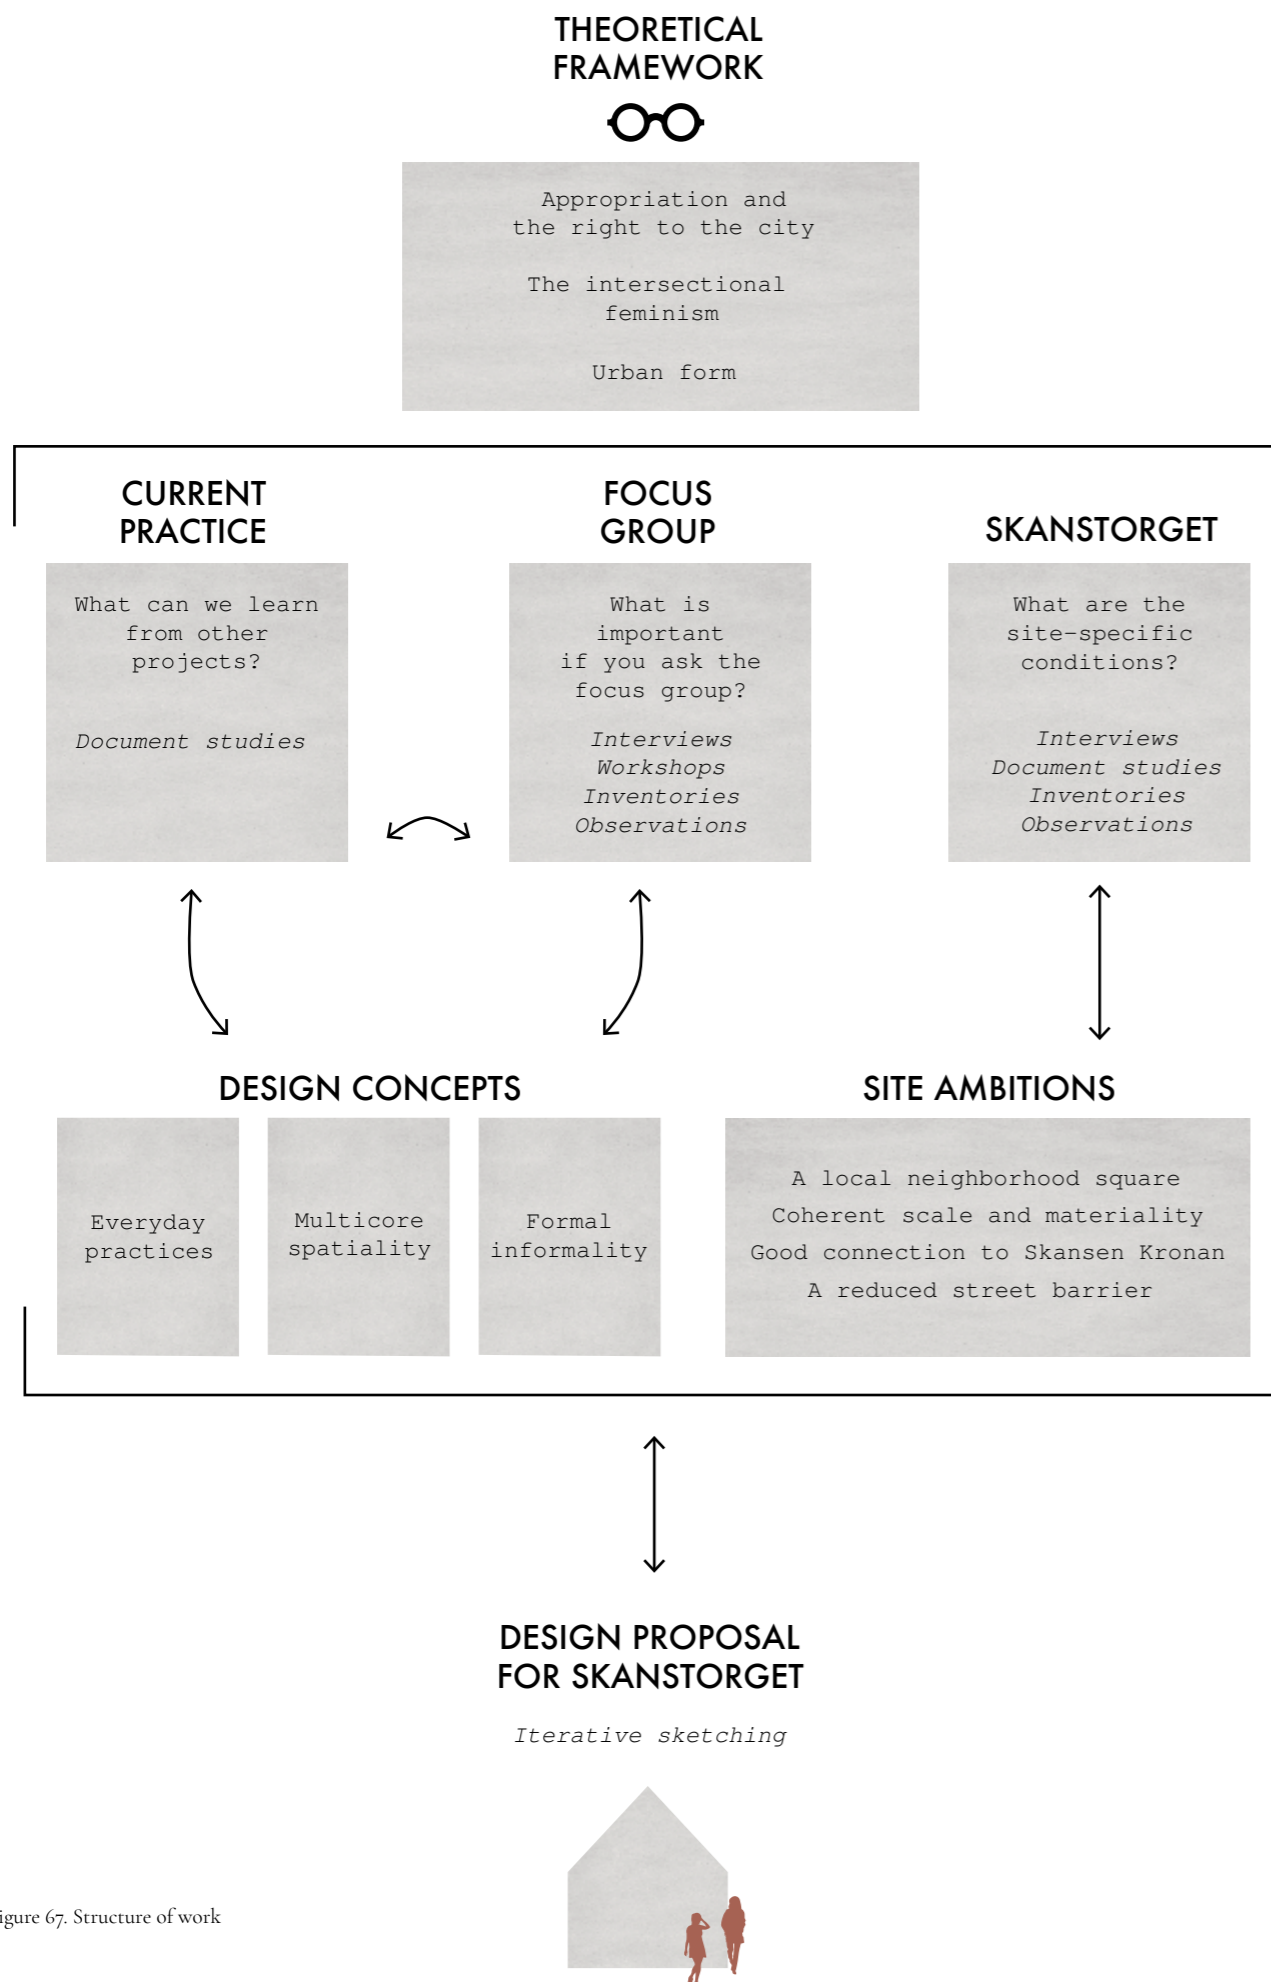 THEORETICAL
FRAMEWORK
Appropriation and
the right to the city
The intersectional
feminism
Urban form
CURRENT
PRACTICE
What can we learn
from other
projects?
Document studies
FOCUS
GROUP
What is
important
if you ask the
focus group?
Interviews
Workshops
Inventories
Observations
SKANSTORGET
What are the
site-specific
conditions?
Interviews
Document studies
Inventories
Observations
DESIGN CONCEPTS
Everyday
practices
Multicore
spatiality
Formal
informality
SITE AMBITIONS
A local neighborhood square
Coherent scale and materiality
Good connection to Skansen Kronan
A reduced street barrier
DESIGN PROPOSAL
FOR SKANSTORGET
Iterative sketching
igure 67. Structure of work